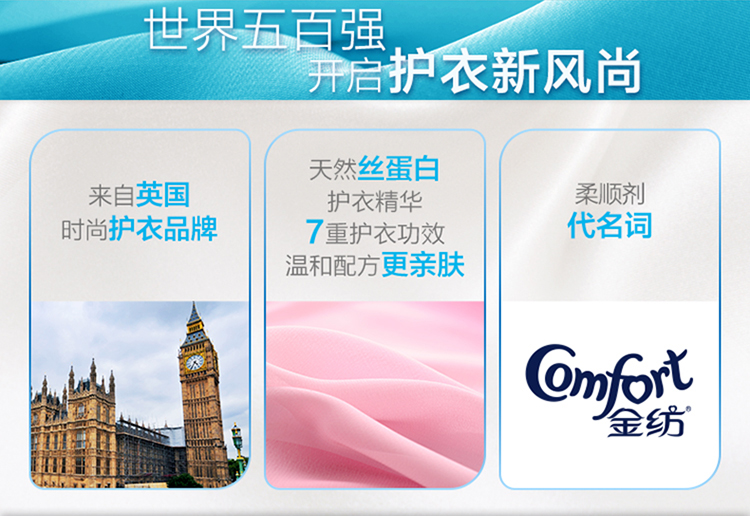 世界五百强
开启护衣新风尚
来自英国
时尚护衣品牌
天然丝蛋白
护衣精华
7重护衣功效
温和配方更亲肤
柔顺剂
代名词
Comfort
金纺®